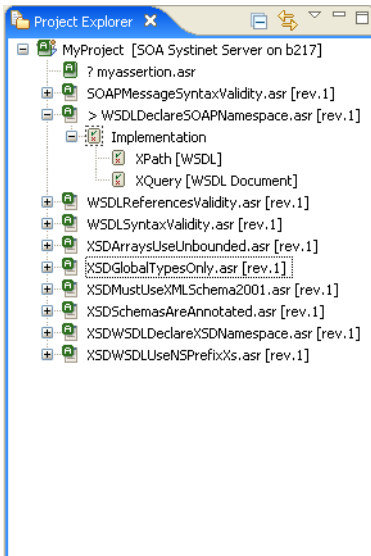 Project Explorer
MyProject [SOA Systinet Server on b217]
? myassertion.asr
SOAPMessageSyntaxValidity.asr [rev.1]
> WSDLDeclareSOAPNamespace.asr [rev.1]
Implementation
XPath [WSDL]
XQuery [WSDL Document]
WSDLReferencesValidity.asr [rev.1]
WSDLSyntaxValidity.asr [rev.1]
XSDArraysUseUnbounded.asr [rev.1]
XSDGlobalTypesOnly.asr [rev.1]
XSDMustUseXMLSchema2001.asr [rev.1]
XSDSchemasAreAnnotated.asr [rev.1]
XSDWSDLDeclareXSDNamespace.asr [rev.1]
XSDWSDLUseNSPrefixXs.asr [rev.1]